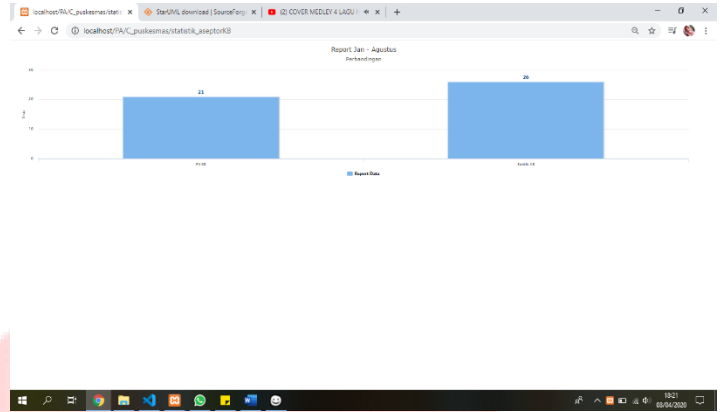 localhost/PA/C_puskesmas/statis
StarUML download | SourceForge
(2) COVER MEDLEY 4 LAGU
localhost/PA/C_puskesmas/statistik_aseptorKB
Report Jan - Agustus
Perbandingan
30
20
10
0
21
26
Report Data
18:21
03/04/2020